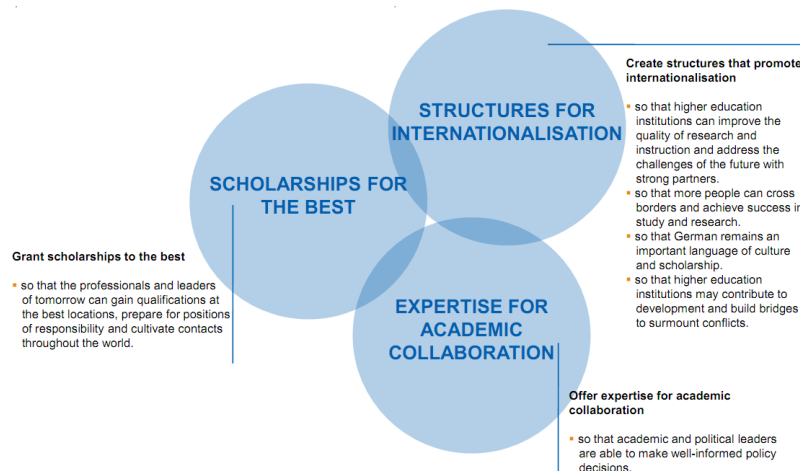 STRUCTURES FOR
INTERNATIONALISATION
SCHOLARSHIPS FOR
THE BEST
EXPERTISE FOR
ACADEMIC
COLLABORATION
Create structures that promote
internationalisation
so that higher education
institutions can improve the
quality of research and
instruction and address the
challenges of the future with
strong partners.
so that more people can cross
borders and achieve success in
study and research.
so that German remains an
important language of culture
and scholarship.
so that higher education
institutions may contribute to
development and build bridges
to surmount conflicts.
Grant scholarships to the best
so that the professionals and leaders
of tomorrow can gain qualifications at
the best locations, prepare for positions
of responsibility and cultivate contacts
throughout the world.
Offer expertise for academic
collaboration
so that academic and political leaders
are able to make well-informed policy
decisions.